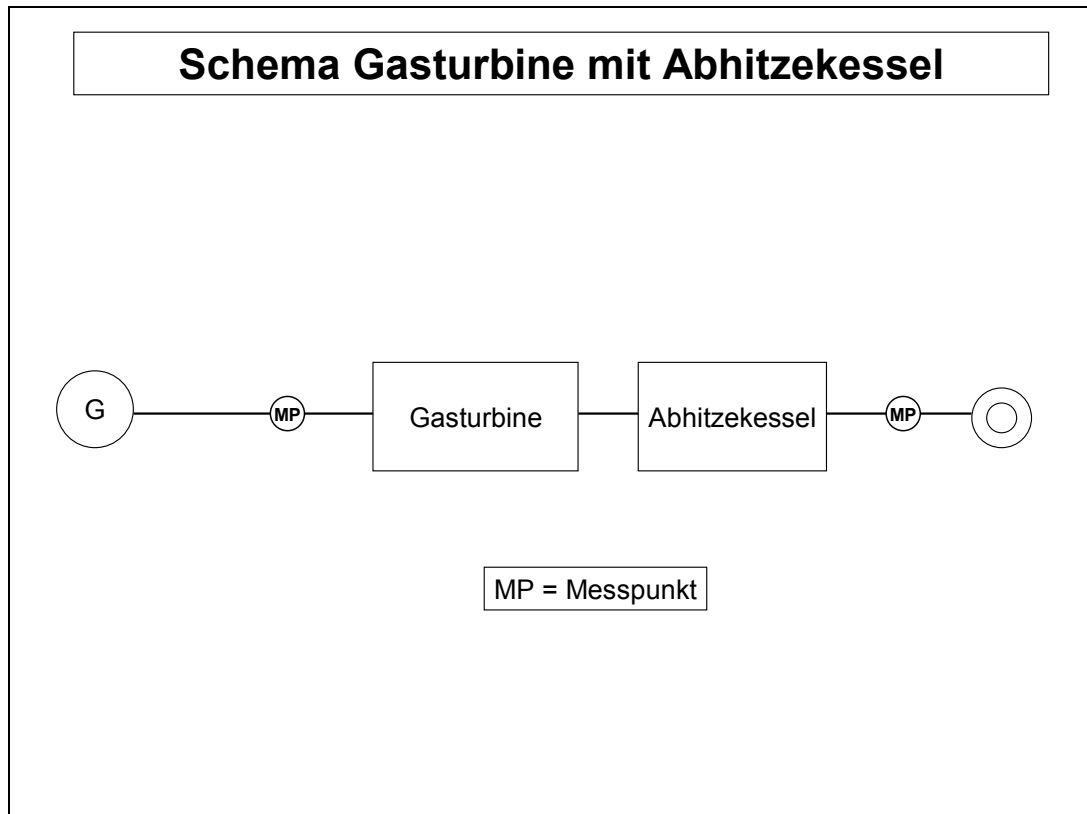 Schema Gasturbine mit Abhitzekessel
G
MP
Gasturbine
Abhitzekessel
MP
MP = Messpunkt